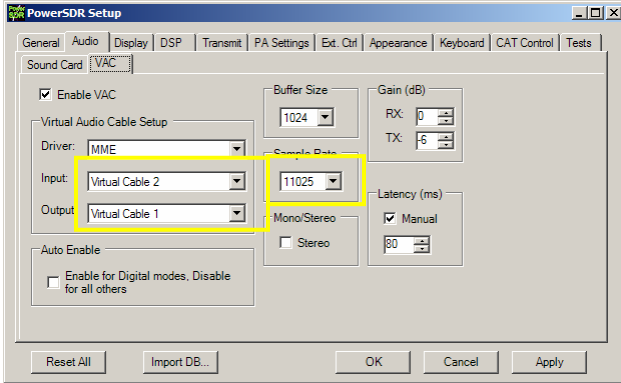 Power SDR PowerSDR Setup
General Audio Display DSP Transmit PA Settings Ext. Ctrl Appearance Keyboard CAT Control Tests
Sound Card VAC
Enable VAC
Virtual Audio Cable Setup
Driver: MME
Input: Virtual Cable 2
Output: Virtual Cable 1
Auto Enable
Enable for Digital modes, Disable
for all others
Buffer Size
1024
Sample Rate
11025
Mono/Stereo
Stereo
Gain (dB)
RX: 0
TX: -6
Latency (ms)
Manual
80
Reset All Import DB... OK Cancel Apply